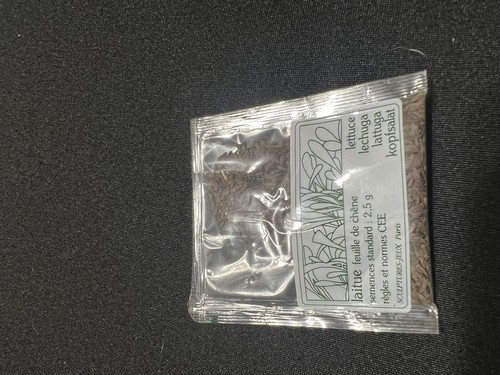 laitue feuille de chêne
semences standard : 2,5 g
règles et normes CEE
SCULPTURES-JEUX Paris
lettuce
lechuga
lattuga
kopfsalat